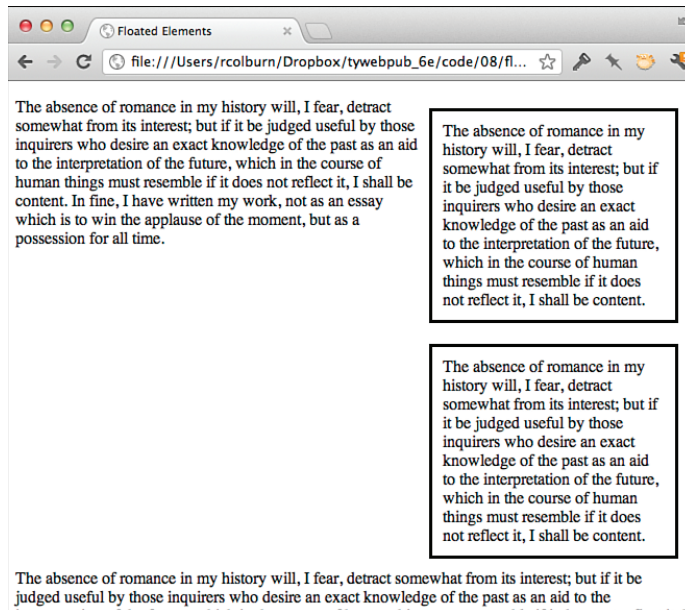 Floated Elements
file:///Users/rcolburn/Dropbox/tywebpub_6e/code/08/fl...
The absence of romance in my history will, I fear, detract
somewhat from its interest; but if it be judged useful by those
inquirers who desire an exact knowledge of the past as an aid
to the interpretation of the future, which in the course of
human things must resemble if it does not reflect it, I shall be
content. In fine, I have written my work, not as an essay
which is to win the applause of the moment, but as a
possession for all time.
The absence of romance in my
history will, I fear, detract
somewhat from its interest; but if
it be judged useful by those
inquirers who desire an exact
knowledge of the past as an aid
to the interpretation of the future,
which in the course of human
things must resemble if it does
not reflect it, I shall be content.
The absence of romance in my
history will, I fear, detract
somewhat from its interest; but if
it be judged useful by those
inquirers who desire an exact
knowledge of the past as an aid
to the interpretation of the future,
which in the course of human
things must resemble if it does
not reflect it, I shall be content.
The absence of romance in my history will, I fear, detract somewhat from its interest; but if it be
judged useful by those inquirers who desire an exact knowledge of the past as an aid to the